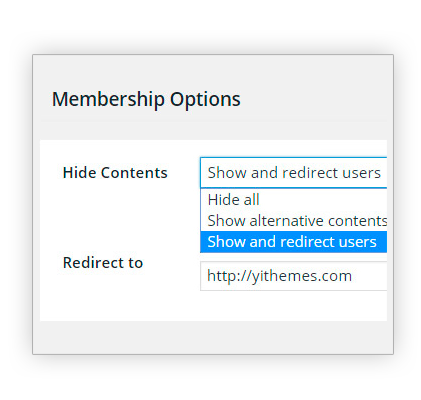 Membership Options
Hide Contents
Show and redirect users
Hide all
Show alternative contents
Show and redirect users
Redirect to
http://yithemes.com